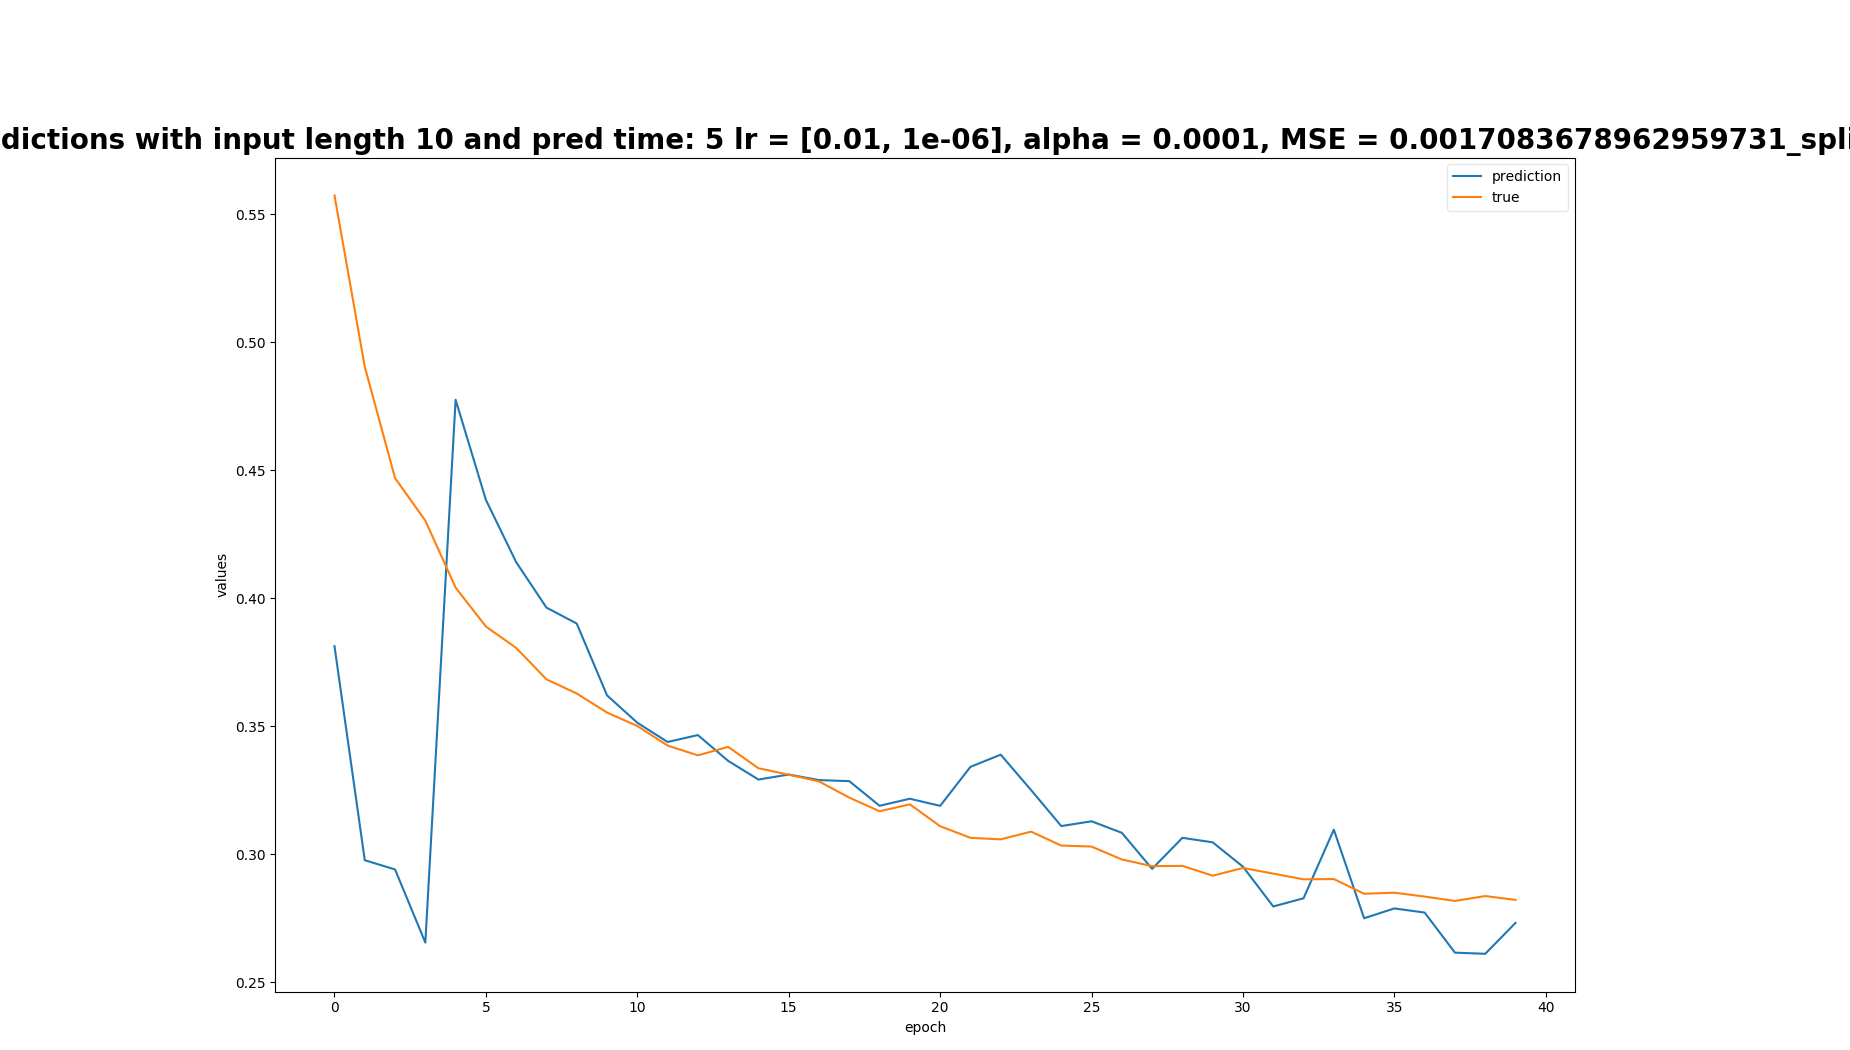 dictions with input length 10 and pred time: 5 lr = [0.01, 1e-06], alpha = 0.0001, MSE = 0.0017083678962959731_spli
prediction
true
0.55
0.50
0.45
0.40
0.35
0.30
0.25
values
0 5 10 15 20 25 30 35 40
epoch